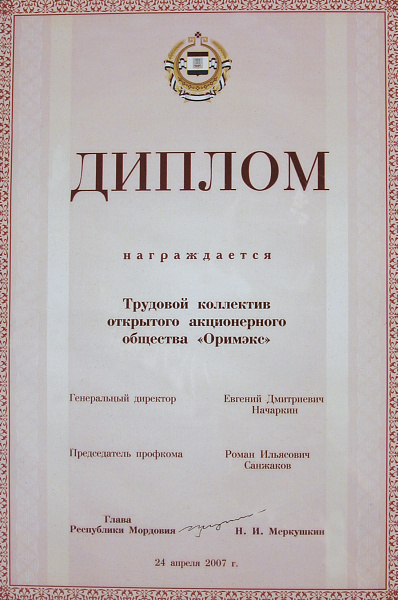 ДИПЛОМ
награждается
Трудовой коллектив
открытого акционерного
общества «Оримэкс»
Генеральный директор Евгений Дмитриевич
Начаркин
Председатель профкома Роман Ильясович
Санжаков
Глава
Республики Мордовия Н. И. Меркушкин
24 апреля 2007 г.